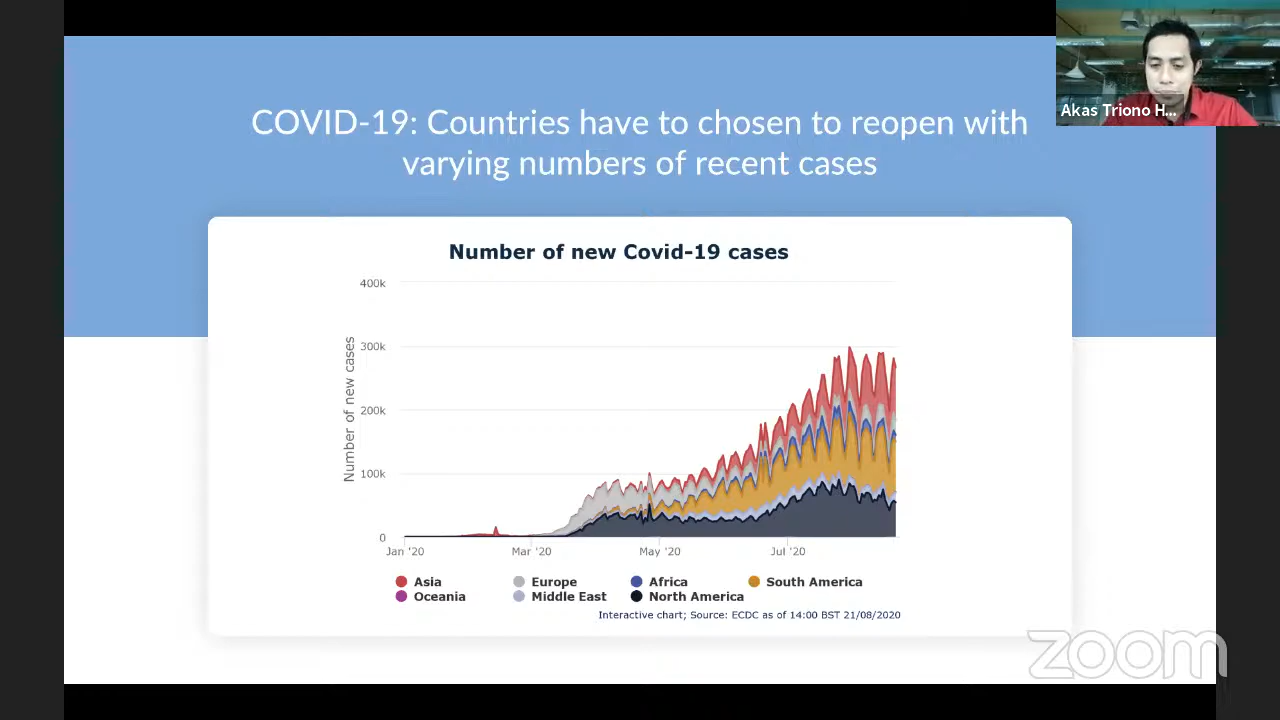 Akas Triono H...
COVID-19: Countries have to chosen to reopen with
varying numbers of recent cases
Number of new Covid-19 cases
Number of new cases
400k
300k
200k
100k
0
Jan '20 Mar '20 May '20 Jul '20
Asia Europe Africa South America
Oceania Middle East North America
Interactive chart; Source: ECDC as of 14:00 BST 21/08/2020
zoom